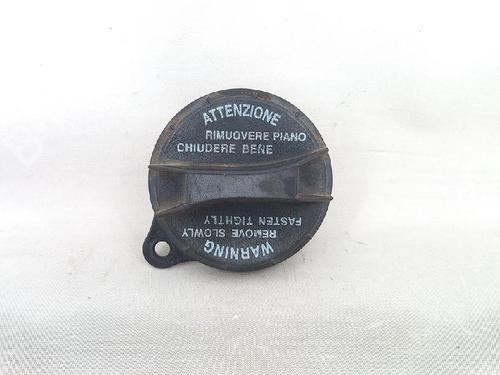 ATTENZIONE
RIMUOVERE PIANO
CHIUDERE BENE
WARNING
REMOVE SLOWLY
FASTEN TIGHTLY